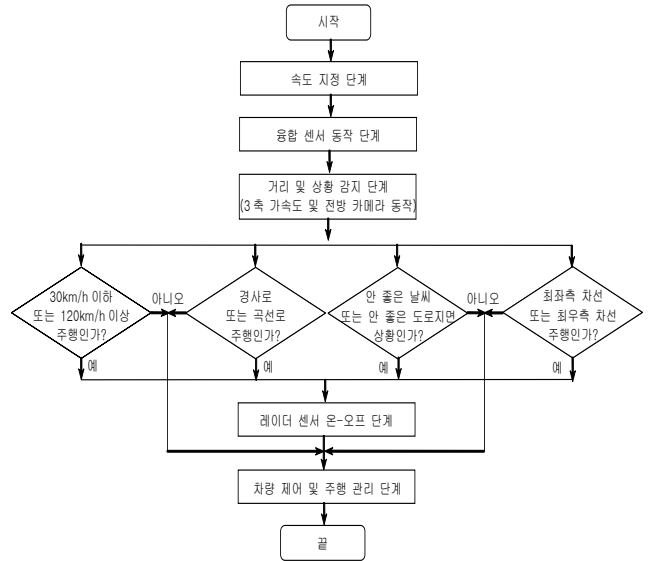 시작
속도 지정 단계
융합 센서 동작 단계
거리 및 상황 감지 단계
(3축 가속도 및 전방 카메라 동작)
30km/h 이하
또는 120km/h 이상
주행인가?
아니오
경사로
또는 곡선로
주행인가?
안 좋은 날씨
또는 안 좋은 도로지면
상황인가?
아니오
최좌측 차선
또는 최우측 차선
주행인가?
예
예
예
예
레이더 센서 온-오프 단계
차량 제어 및 주행 관리 단계
끝